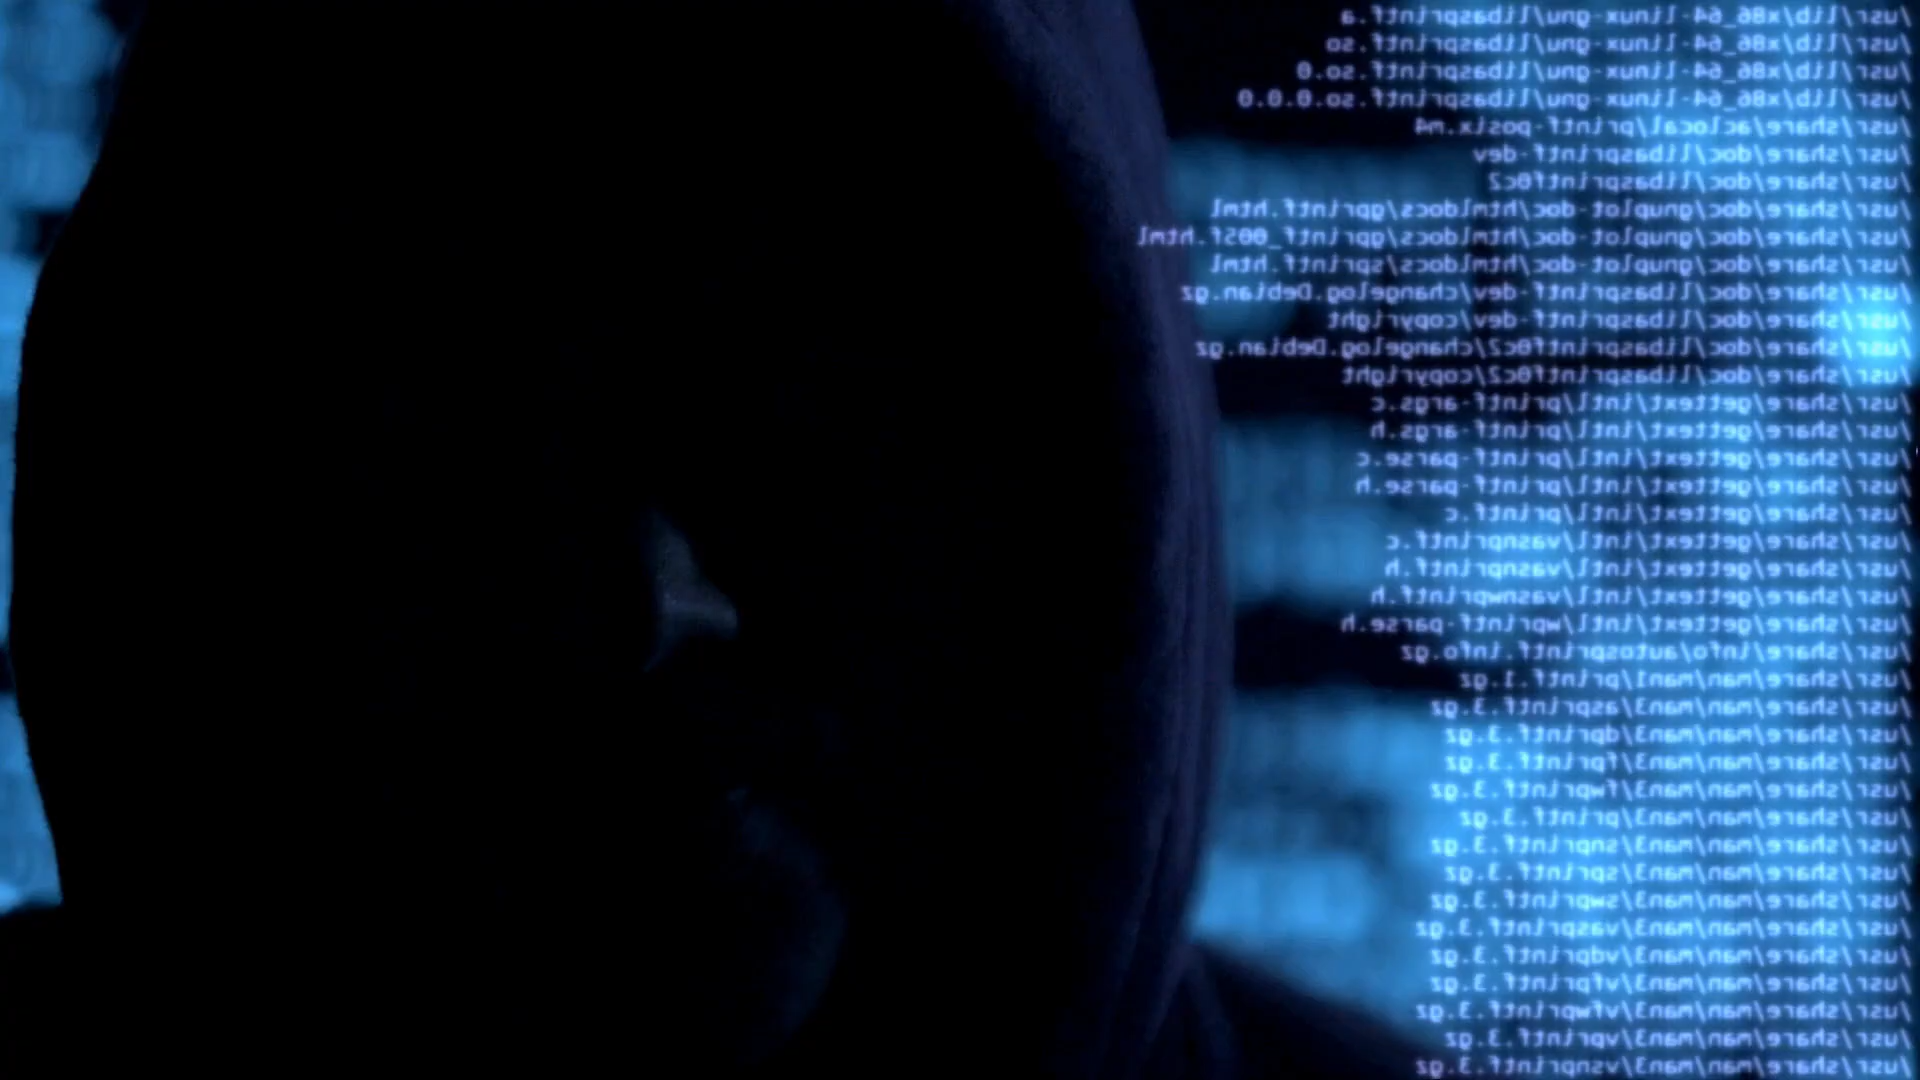 /usr/lib/x86_64-linux-gnu/libasprintf.a
/usr/lib/x86_64-linux-gnu/libasprintf.so
/usr/lib/x86_64-linux-gnu/libasprintf.so.0
/usr/lib/x86_64-linux-gnu/libasprintf.so.0.0.0
/usr/share/aclocal/printf-posix.m4
/usr/share/doc/libasprintf-dev
/usr/share/doc/libasprintf0c2
/usr/share/doc/gnuplot-doc/htmldocs/gprintf.html
/usr/share/doc/gnuplot-doc/htmldocs/gprintf_005f.html
/usr/share/doc/gnuplot-doc/htmldocs/sprintf.html
/usr/share/doc/libasprintf-dev/changelog.Debian.gz
/usr/share/doc/libasprintf-dev/copyright
/usr/share/doc/libasprintf0c2/changelog.Debian.gz
/usr/share/doc/libasprintf0c2/copyright
/usr/share/gettext/intl/printf-args.c
/usr/share/gettext/intl/printf-args.h
/usr/share/gettext/intl/printf-parse.c
/usr/share/gettext/intl/printf-parse.h
/usr/share/gettext/intl/printf.c
/usr/share/gettext/intl/vasnprintf.c
/usr/share/gettext/intl/vasnprintf.h
/usr/share/gettext/intl/vasnwprintf.h
/usr/share/gettext/intl/wprintf-parse.h
/usr/share/info/autosprintf.info.gz
/usr/share/man/man1/printf.1.gz
/usr/share/man/man3/asprintf.3.gz
/usr/share/man/man3/dprintf.3.gz
/usr/share/man/man3/fprintf.3.gz
/usr/share/man/man3/fwprintf.3.gz
/usr/share/man/man3/printf.3.gz
/usr/share/man/man3/snprintf.3.gz
/usr/share/man/man3/sprintf.3.gz
/usr/share/man/man3/swprintf.3.gz
/usr/share/man/man3/vasprintf.3.gz
/usr/share/man/man3/vdprintf.3.gz
/usr/share/man/man3/vfprintf.3.gz
/usr/share/man/man3/vfwprintf.3.gz
/usr/share/man/man3/vprintf.3.gz
/usr/share/man/man3/vsnprintf.3.gz